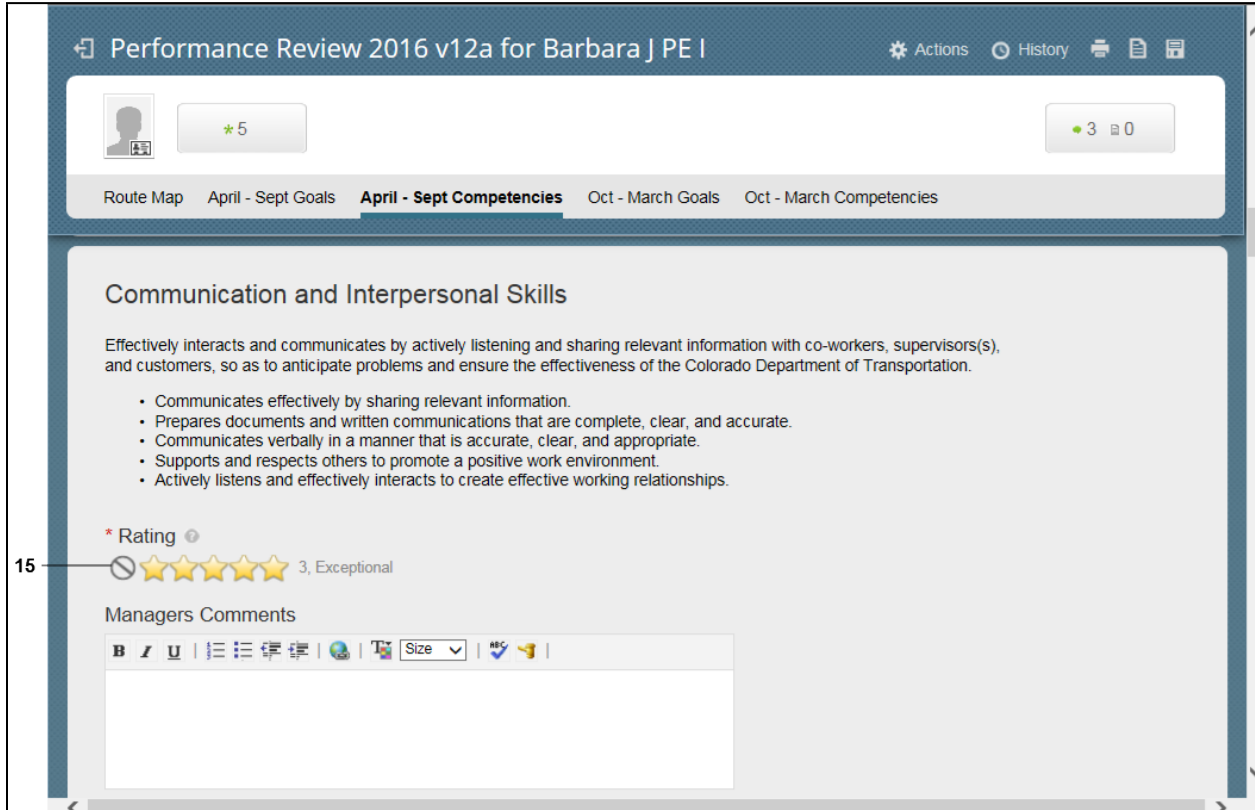 Performance Review 2016 v12a for Barbara J PE I
Actions History
* 5
3 0
Route Map April - Sept Goals April - Sept Competencies Oct - March Goals Oct - March Competencies
Communication and Interpersonal Skills
Effectively interacts and communicates by actively listening and sharing relevant information with co-workers, supervisors(s),
and customers, so as to anticipate problems and ensure the effectiveness of the Colorado Department of Transportation.
• Communicates effectively by sharing relevant information.
• Prepares documents and written communications that are complete, clear, and accurate.
• Communicates verbally in a manner that is accurate, clear, and appropriate.
• Supports and respects others to promote a positive work environment.
• Actively listens and effectively interacts to create effective working relationships.
* Rating ?
15 3, Exceptional
Managers Comments
B I U | | | Size | ABC |